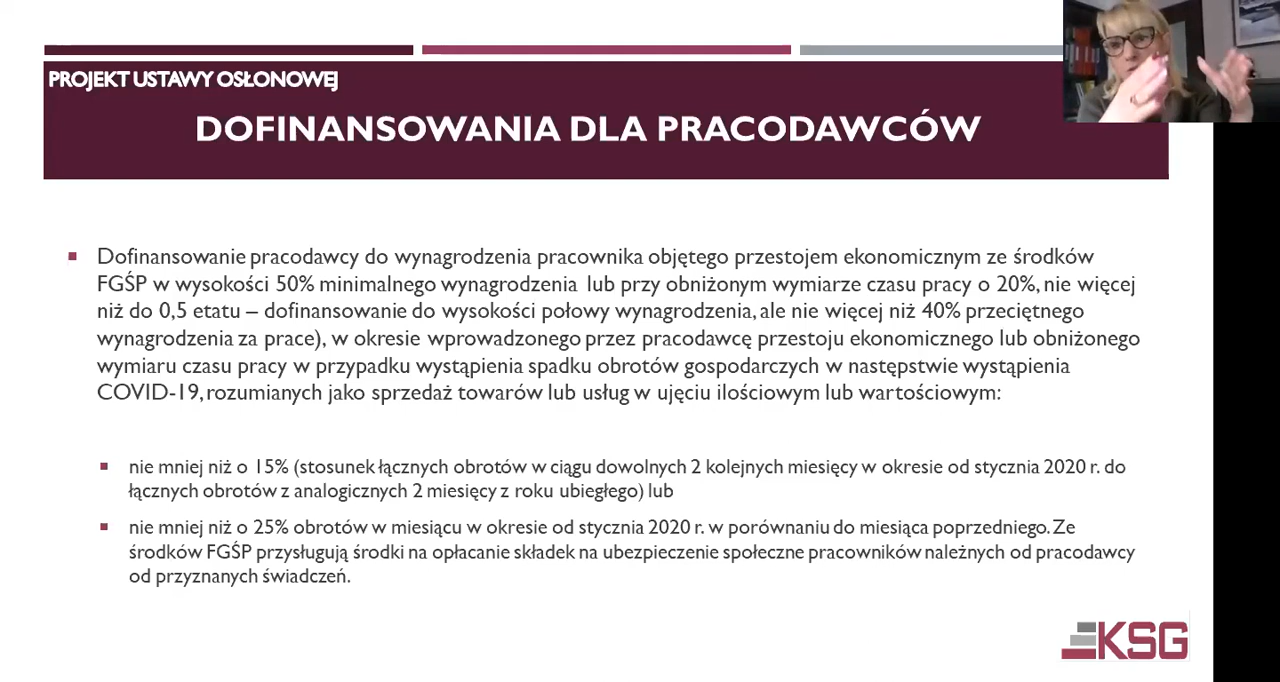 PROJEKT USTAWY OSŁONOWEJ
DOFINANSOWANIA DLA PRACODAWCÓW
Dofinansowanie pracodawcy do wynagrodzenia pracownika objętego przestojem ekonomicznym ze środków
FGŚP w wysokości 50% minimalnego wynagrodzenia lub przy obniżonym wymiarze czasu pracy o 20%, nie więcej
niż do 0,5 etatu – dofinansowanie do wysokości połowy wynagrodzenia, ale nie więcej niż 40% przeciętnego
wynagrodzenia za prace), w okresie wprowadzonego przez pracodawcę przestoju ekonomicznego lub obniżonego
wymiaru czasu pracy w przypadku wystąpienia spadku obrotów gospodarczych w następstwie wystąpienia
COVID-19, rozumianych jako sprzedaż towarów lub usług w ujęciu ilościowym lub wartościowym:
nie mniej niż o 15% (stosunek łącznych obrotów w ciągu dowolnych 2 kolejnych miesięcy w okresie od stycznia 2020 r. do
łącznych obrotów z analogicznych 2 miesięcy z roku ubiegłego) lub
nie mniej niż o 25% obrotów w miesiącu w okresie od stycznia 2020 r. w porównaniu do miesiąca poprzedniego. Ze
środków FGŚP przysługują środki na opłacanie składek na ubezpieczenie społeczne pracowników należnych od pracodawcy
od przyznanych świadczeń.
KSG